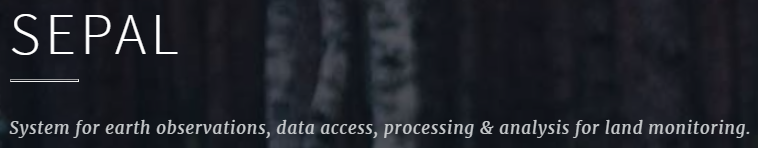 SEPAL
System for earth observations, data access, processing & analysis for land monitoring.